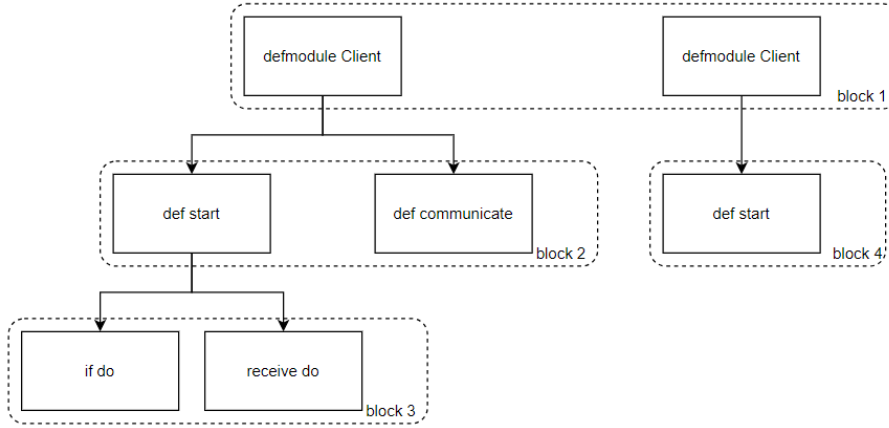 defmodule Client
defmodule Client
block 1
def start
def communicate
block 2
def start
block 4
if do
receive do
block 3